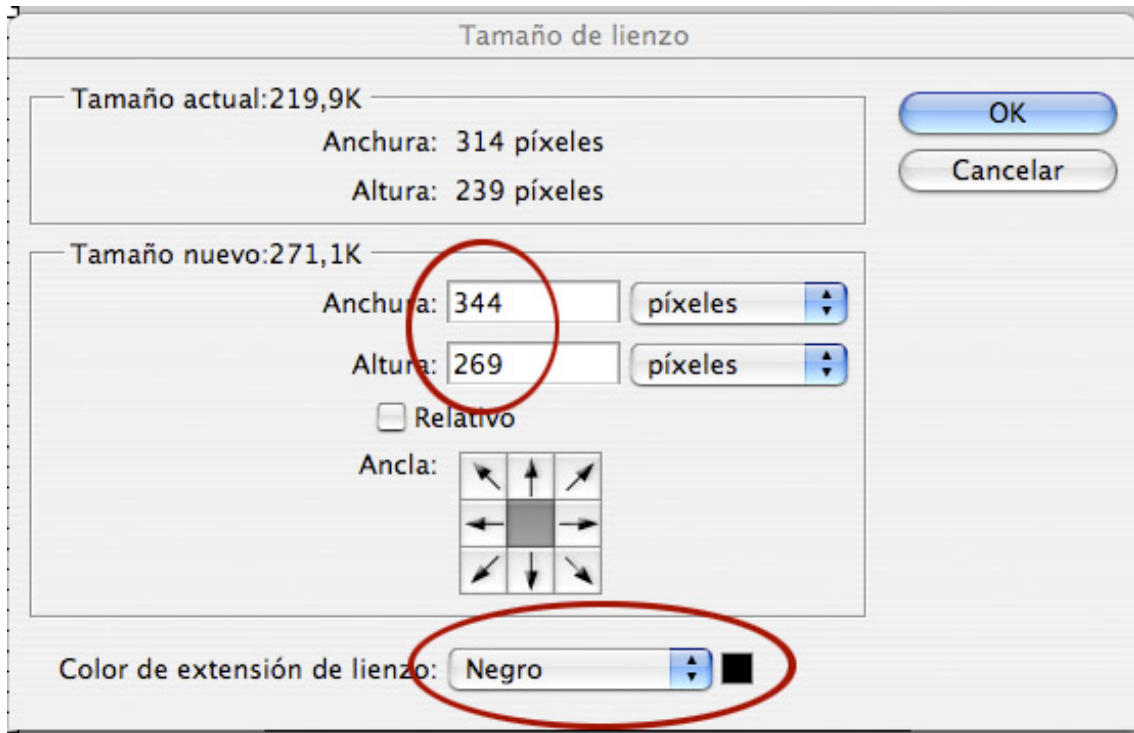 Tamaño de lienzo
Tamaño actual:219,9K
Anchura: 314 píxeles
Altura: 239 píxeles
OK
Cancelar
Tamaño nuevo:271,1K
Anchura: 344 píxeles
Altura: 269 píxeles
Relativo
Ancla:
Color de extensión de lienzo: Negro